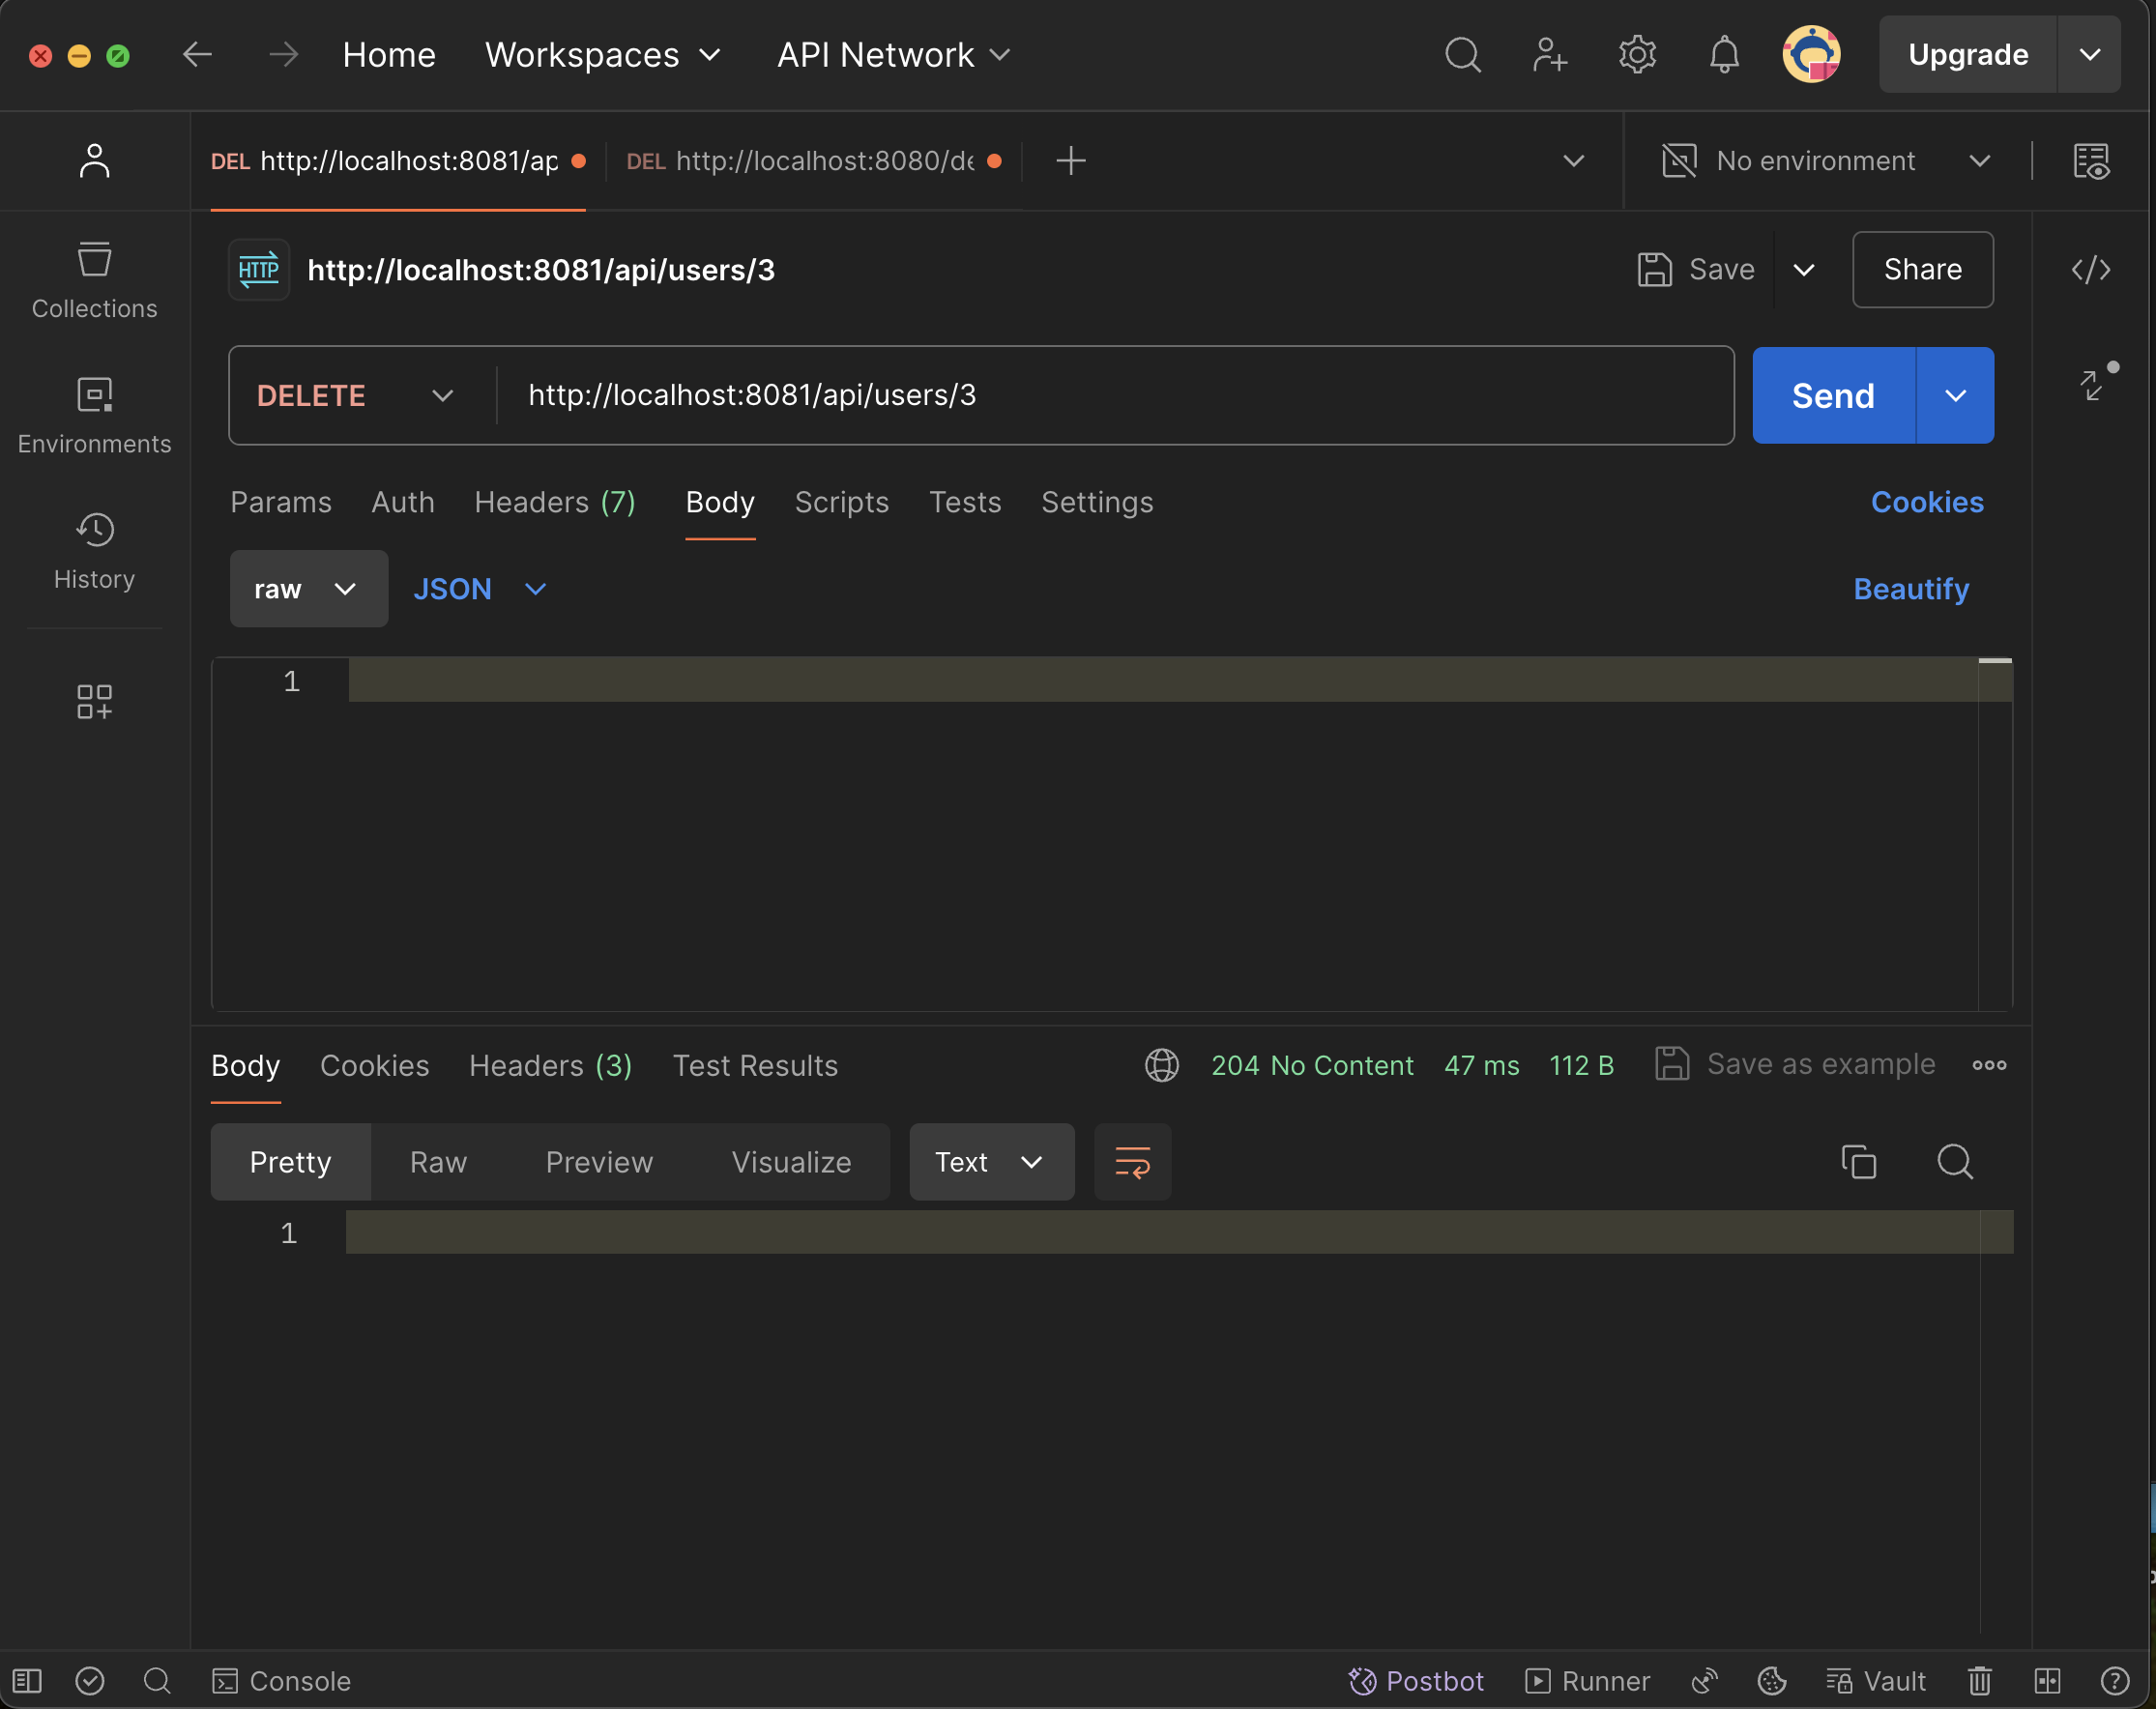 Home Workspaces API Network Upgrade
DEL http://localhost:8081/ap DEL http://localhost:8080/de No environment
Collections
Environments
History
HTTP http://localhost:8081/api/users/3 Save Share
DELETE http://localhost:8081/api/users/3 Send
Params Auth Headers (7) Body Scripts Tests Settings Cookies
raw JSON Beautify
1
Body Cookies Headers (3) Test Results 204 No Content 47 ms 112 B Save as example
Pretty Raw Preview Visualize Text
1
Console Postbot Runner Vault